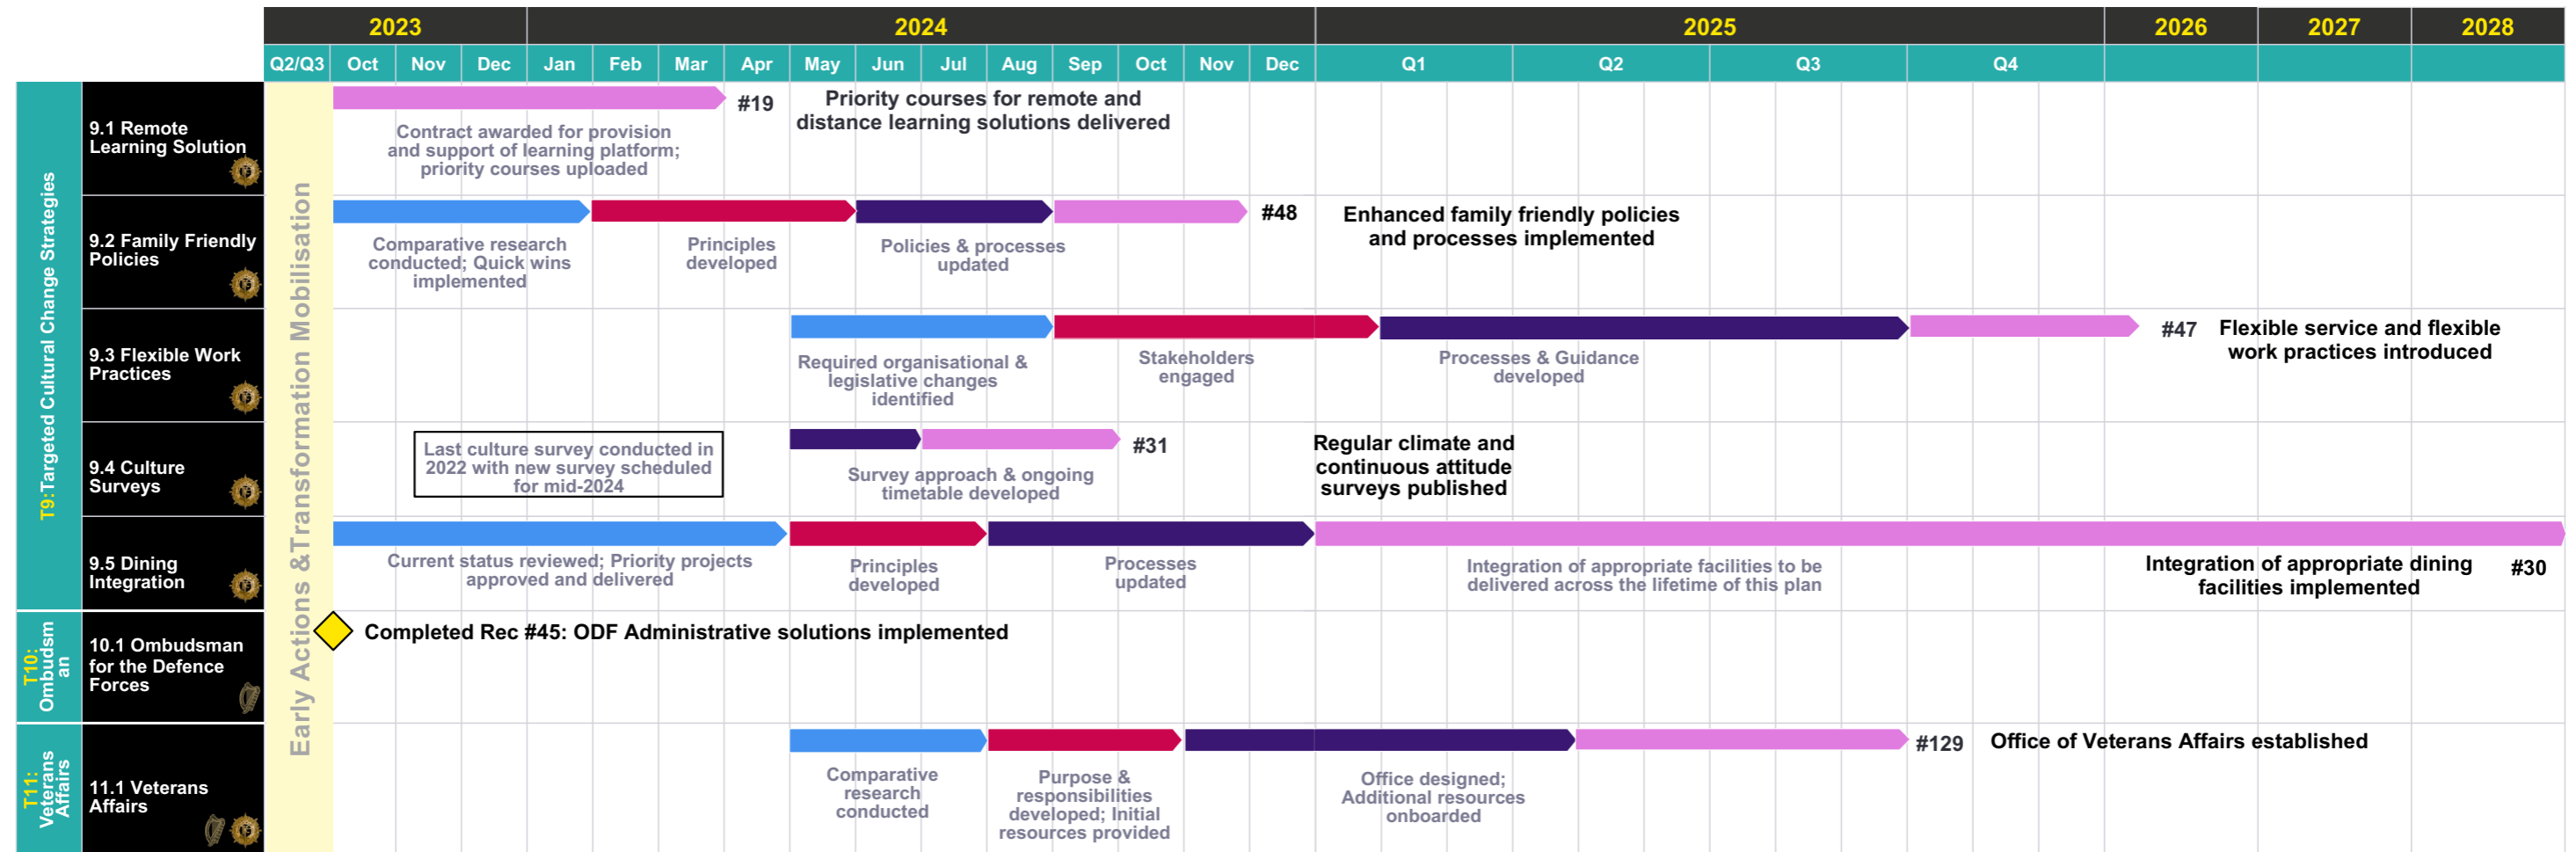 2023
2024
2025
2026
2027
2028
Q2/Q3 Oct Nov Dec Jan Feb Mar Apr May Jun Jul Aug Sep Oct Nov Dec Q1 Q2 Q3 Q4
Early Actions &Transformation Mobilisation
T9:Targeted Cultural Change Strategies
9.1 Remote
Learning Solution
#19
Priority courses for remote and
distance learning solutions delivered
Contract awarded for provision
and support of learning platform;
priority courses uploaded
9.2 Family Friendly
Policies
#48
Enhanced family friendly policies
and processes implemented
Comparative research
conducted; Quick wins
implemented
Principles
developed
Policies & processes
updated
9.3 Flexible Work
Practices
#47
Flexible service and flexible
work practices introduced
Required organisational &
legislative changes
identified
Stakeholders
engaged
Processes & Guidance
developed
9.4 Culture
Surveys
Last culture survey conducted in
2022 with new survey scheduled
for mid-2024
#31
Regular climate and
continuous attitude
surveys published
Survey approach & ongoing
timetable developed
9.5 Dining
Integration
Current status reviewed; Priority projects
approved and delivered
Principles
developed
Processes
updated
Integration of appropriate facilities to be
delivered across the lifetime of this plan
Integration of appropriate dining
facilities implemented
#30
T10:
Ombudsm
an
10.1 Ombudsman
for the Defence
Forces
Completed Rec #45: ODF Administrative solutions implemented
T11:
Veterans
Affairs
11.1 Veterans
Affairs
#129
Office of Veterans Affairs established
Comparative
research
conducted
Purpose &
responsibilities
developed; Initial
resources provided
Office designed;
Additional resources
onboarded